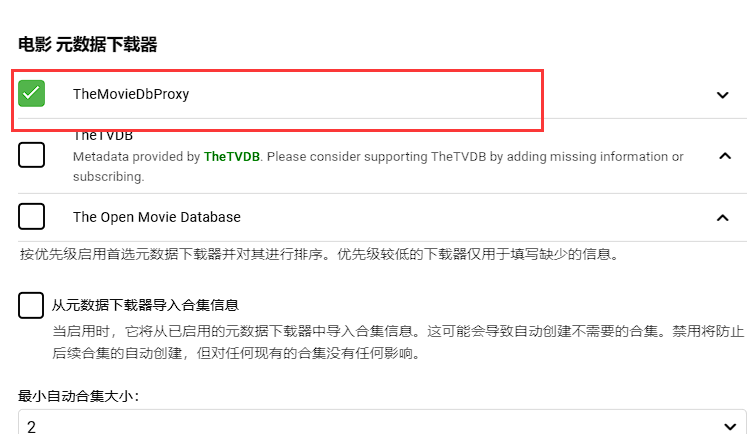 电影 元数据下载器
TheMovieDbProxy
TheTVDB
Metadata provided by TheTVDB. Please consider supporting TheTVDB by adding missing information or
subscribing.
The Open Movie Database
按优先级启用首选元数据下载器并对其进行排序。优先级较低的下载器仅用于填写缺少的信息。
从元数据下载器导入合集信息
当启用时，它将从已启用的元数据下载器中导入合集信息。这可能会导致自动创建不需要的合集。禁用将防止
后续合集的自动创建，但对任何现有的合集没有任何影响。
最小自动合集大小：
2